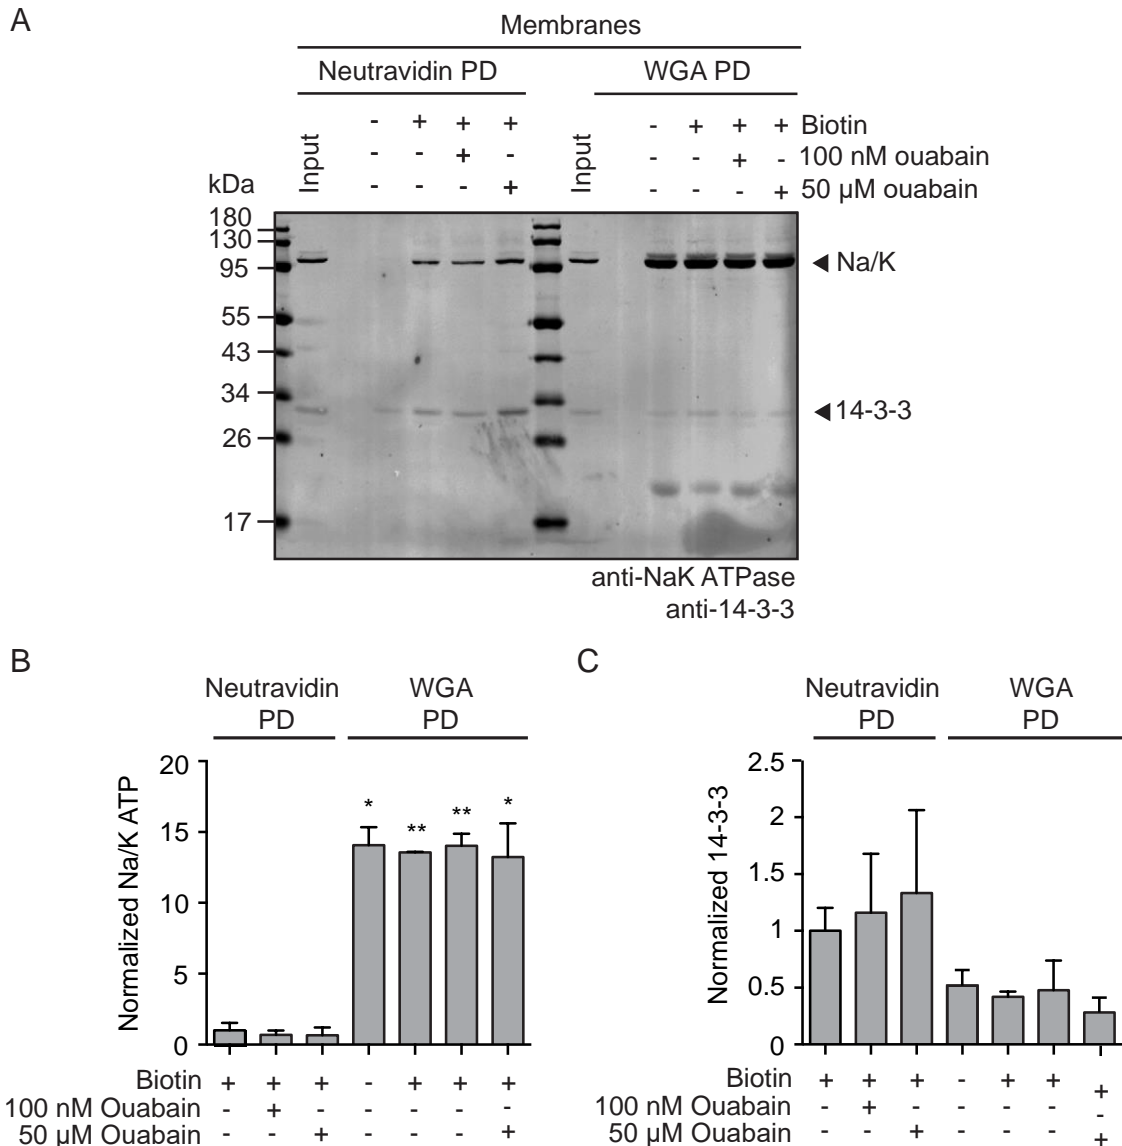 A
Membranes
Neutravidin PD WGA PD
Input - + + + Input - + + + Biotin
- - + - - - + - 100 nM ouabain
kDa - - - + - - - + 50 µM ouabain
180
130
95 Na/K
55
43
34 14-3-3
26
17
anti-NaK ATPase
anti-14-3-3
B
Neutravidin PD WGA PD
Normalized Na/K ATP
20
15
10
5
0
* ** ** *
Biotin + + + - + + +
100 nM Ouabain - + - - - + -
50 µM Ouabain - - + - - - +
C
Neutravidin PD WGA PD
Normalized 14-3-3
2.5
2
1.5
1
0.5
0
Biotin + + + - + + +
100 nM Ouabain - + - - - + -
50 µM Ouabain - - + - - - +